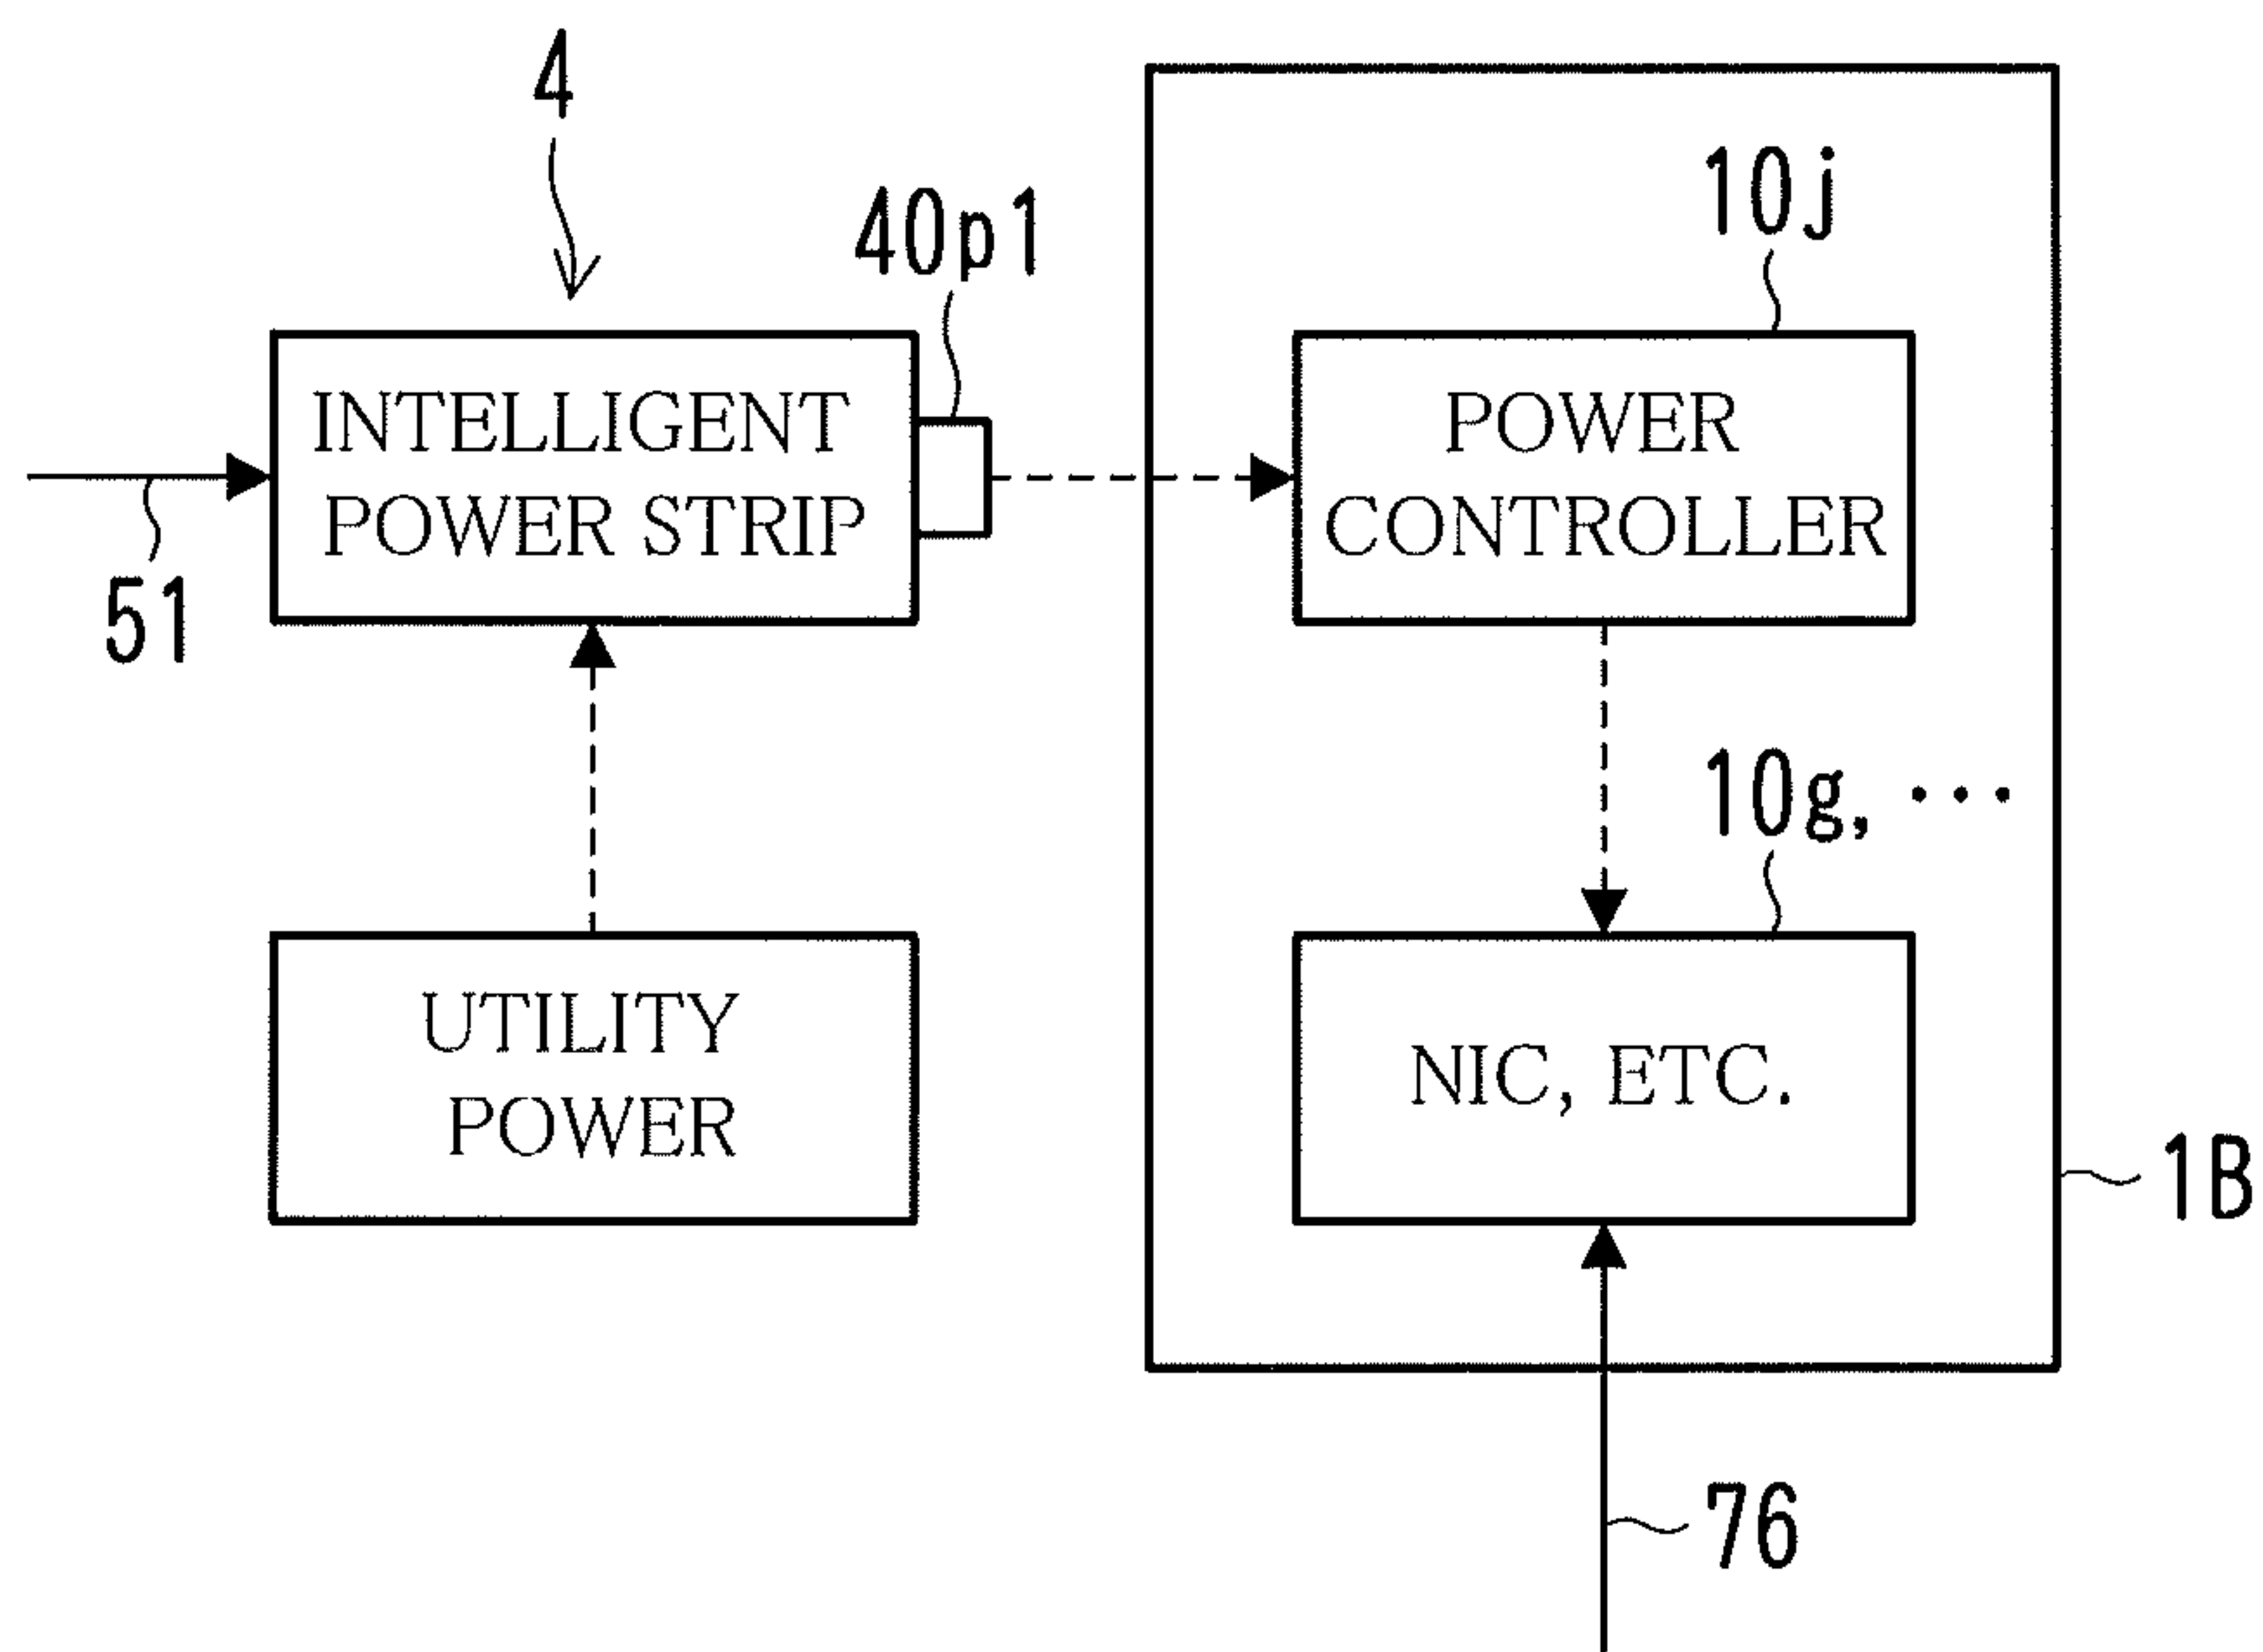 4
40p1
10j
INTELLIGENT
POWER STRIP
POWER
CONTROLLER
51
10g, ···
UTILITY
POWER
NIC, ETC.
1B
76